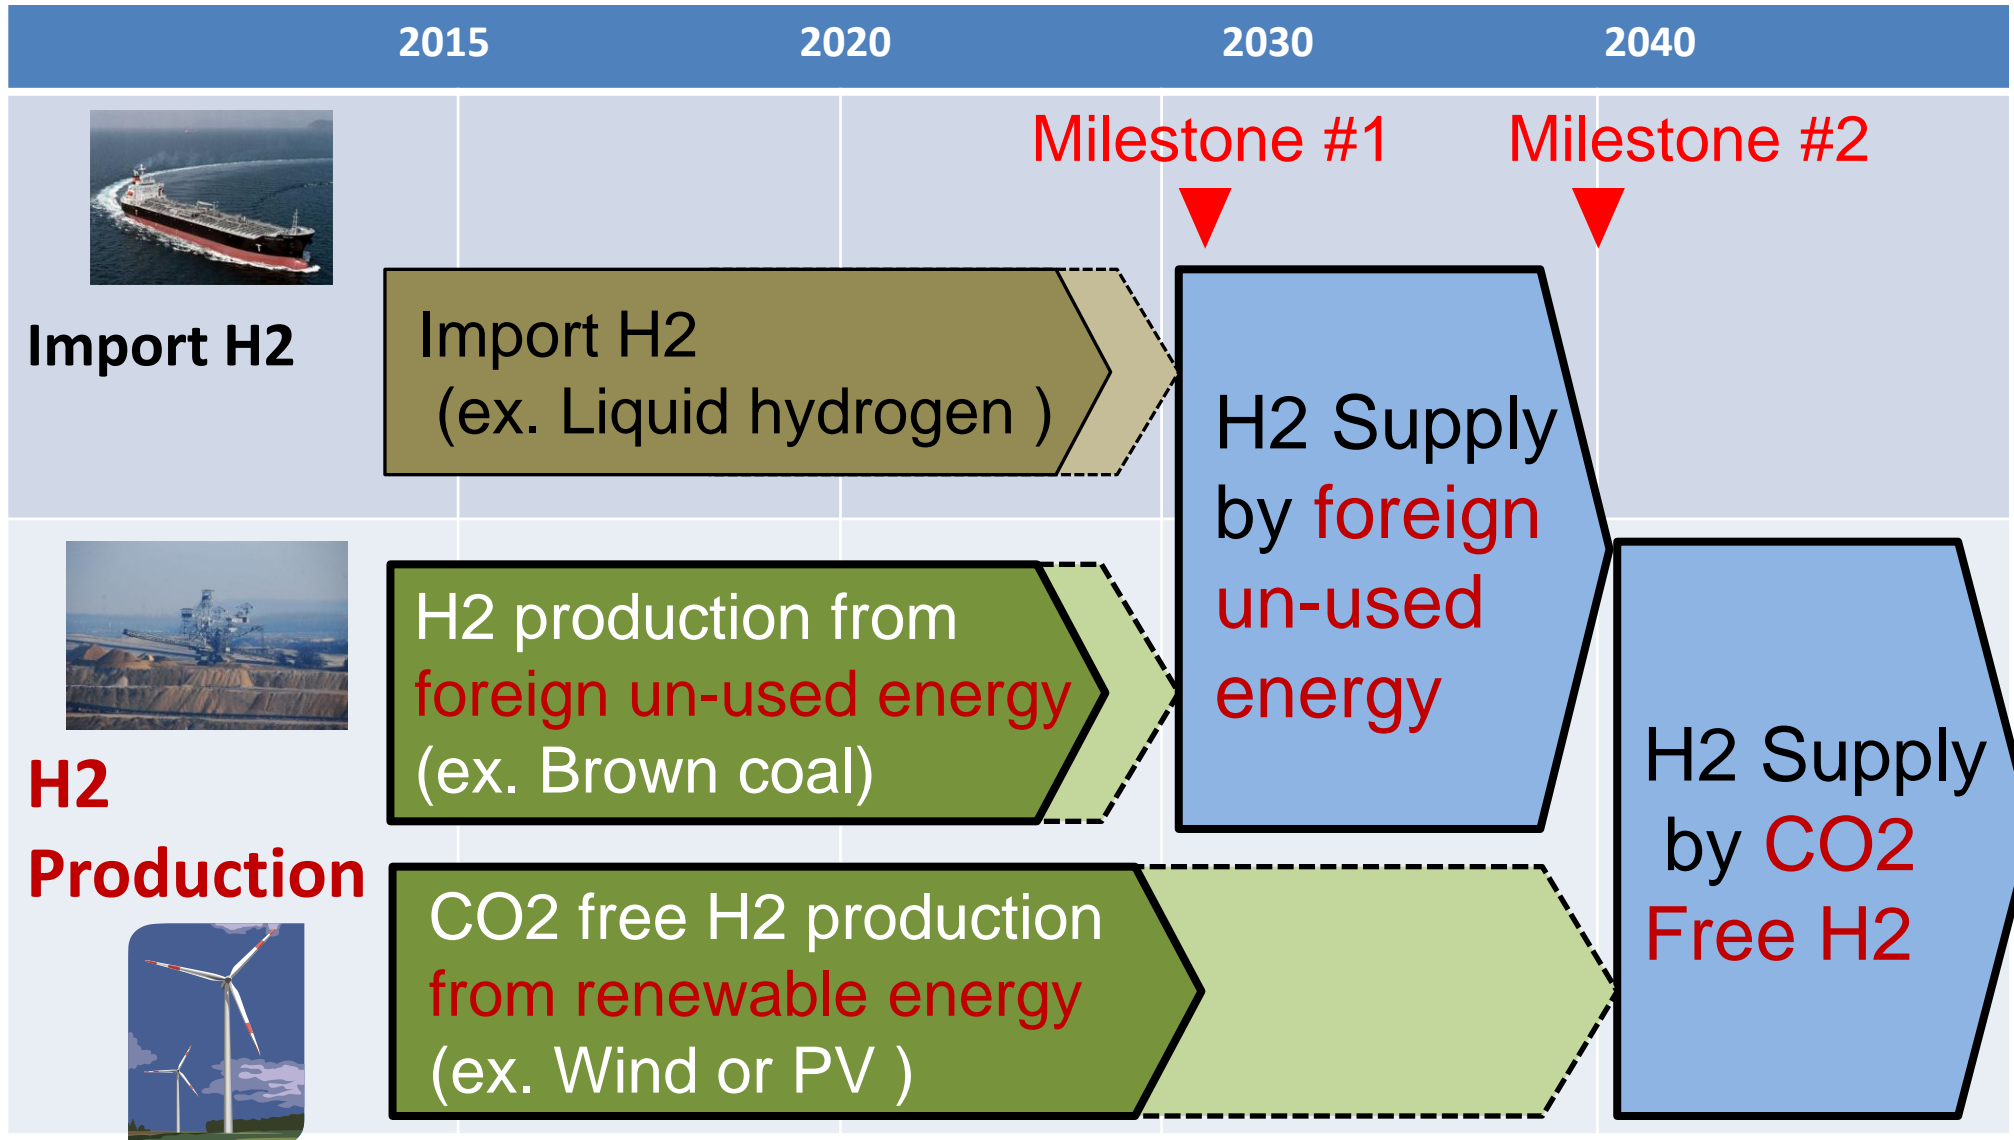 2015 2020 2030 2040
Milestone #1 Milestone #2
Import H2
Import H2
(ex. Liquid hydrogen )
H2 Supply
by foreign
un-used
energy
H2
Production
H2 production from
foreign un-used energy
(ex. Brown coal)
CO2 free H2 production
from renewable energy
(ex. Wind or PV )
H2 Supply
by CO2
Free H2